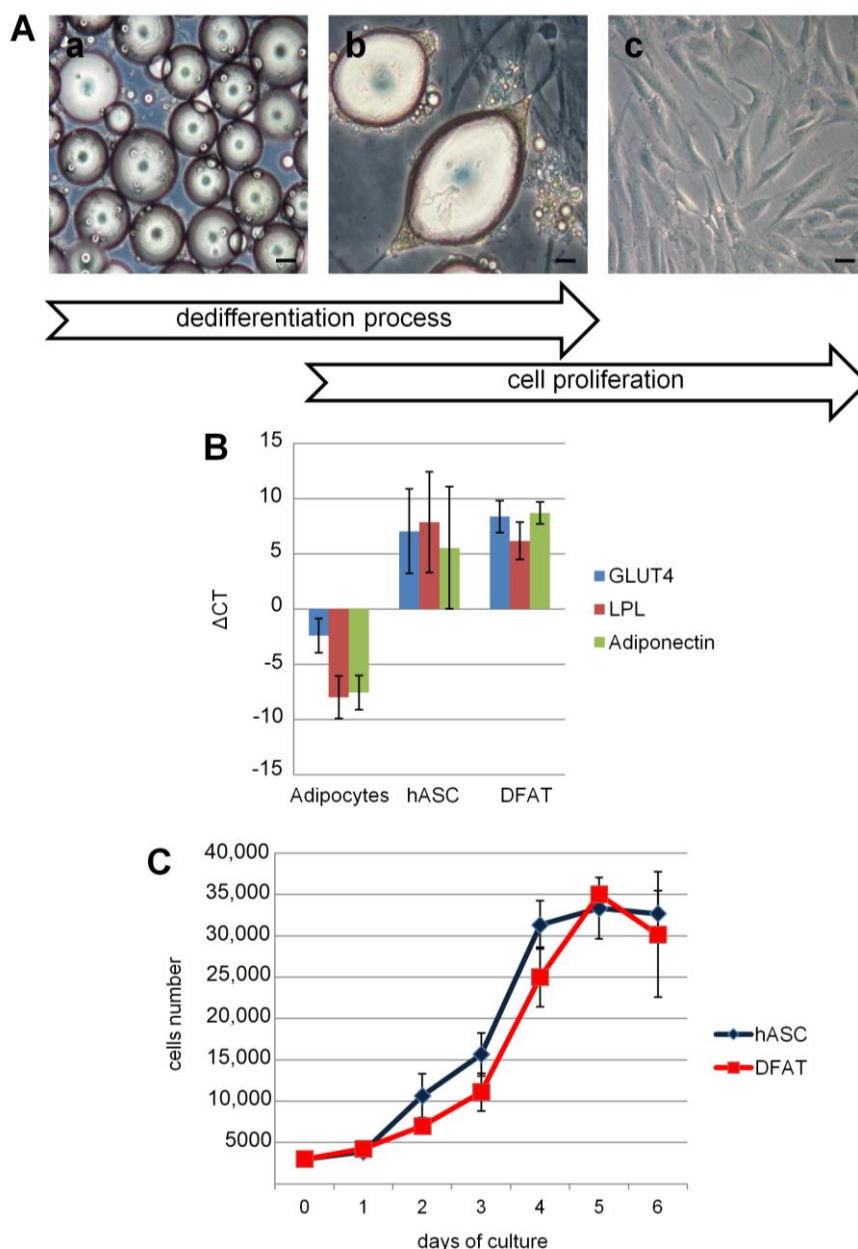 A
a
b
c
dedifferentiation process
cell proliferation
B
15
10
5
0
-5
-10
-15
ΔCT
Adipocytes hASC DFAT
GLUT4
LPL
Adiponectin
C
40,000
35,000
30,000
25,000
20,000
15,000
10,000
5000
cells number
0 1 2 3 4 5 6
days of culture
hASC
DFAT